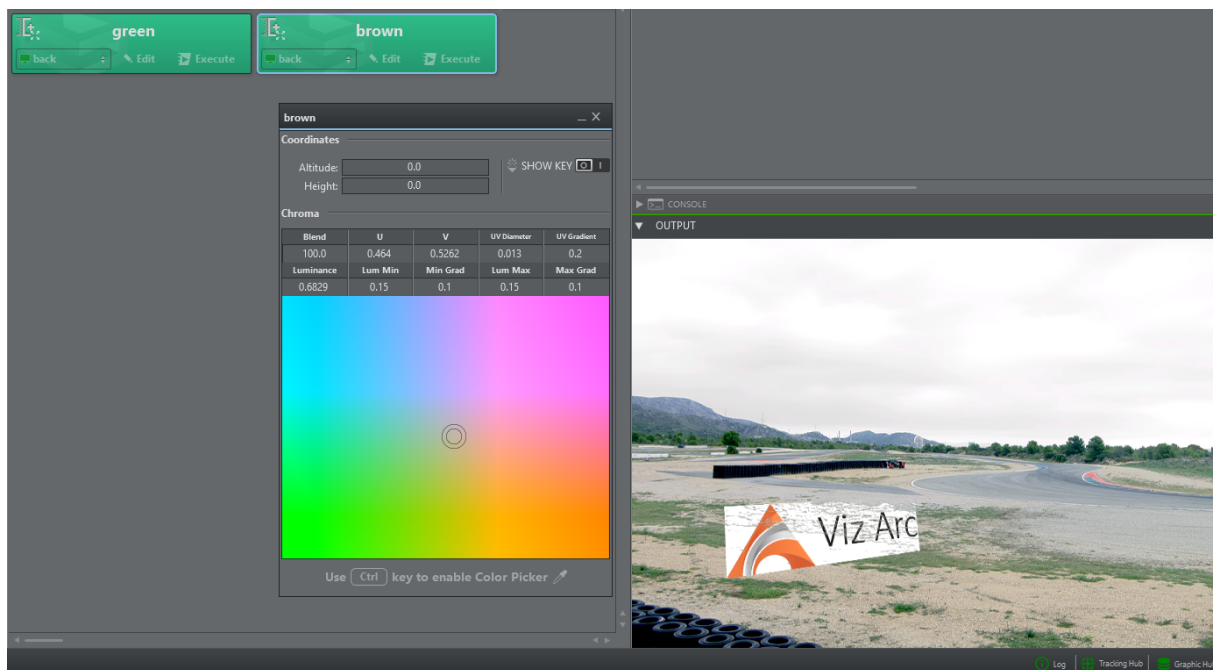 green
back Edit Execute
brown
back Edit Execute
brown
Coordinates
Altitude: 0.0
Height: 0.0
SHOW KEY O I
Chroma
Blend U V UV Diameter UV Gradient
100.0 0.464 0.5262 0.013 0.2
Luminance Lum Min Min Grad Lum Max Max Grad
0.6829 0.15 0.1 0.15 0.1
Use Ctrl key to enable Color Picker
CONSOLE
OUTPUT
Viz Arc
Log Tracking Hub Graphic Hu